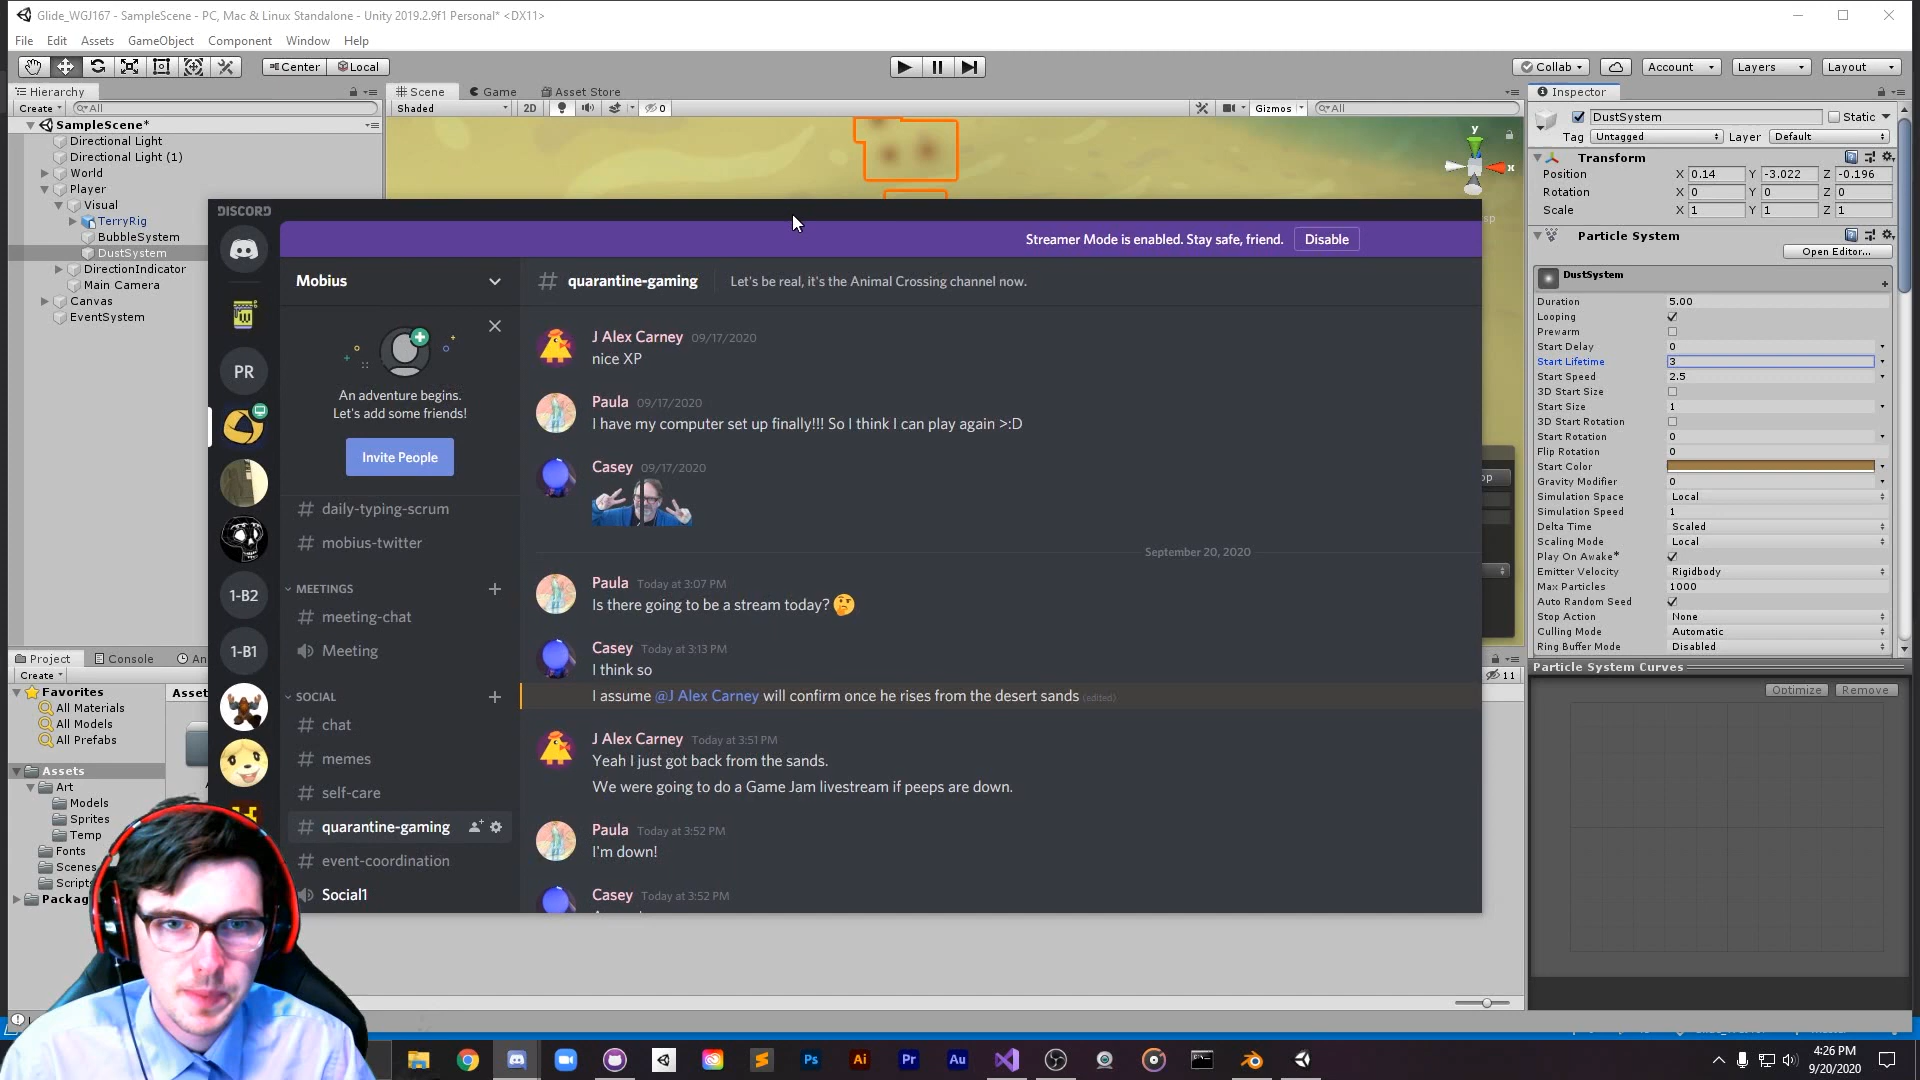 Glide_WGJ167 - SampleScene - PC, Mac & Linux Standalone - Unity 2019.2.9f1 Personal* <DX11>
File Edit Assets GameObject Component Window Help
Center Local
Collab Account Layers Layout
Hierarchy
Create All
SampleScene*
Directional Light
Directional Light (1)
World
Player
Visual
TerryRig
BubbleSystem
DustSystem
DirectionIndicator
Main Camera
Canvas
EventSystem
Scene Game Asset Store
Shaded 2D 0 Gizmos All
y
x
DISCORD
Streamer Mode is enabled. Stay safe, friend. Disable
PR
1-B2
1-B1
Mobius
An adventure begins.
Let's add some friends!
Invite People
# daily-typing-scrum
# mobius-twitter
MEETINGS
# meeting-chat
Meeting
SOCIAL
# chat
# memes
# self-care
# quarantine-gaming
# event-coordination
Social1
# quarantine-gaming Let's be real, it's the Animal Crossing channel now.
J Alex Carney 09/17/2020
nice XP
Paula 09/17/2020
I have my computer set up finally!!! So I think I can play again >:D
Casey 09/17/2020
September 20, 2020
Paula Today at 3:07 PM
Is there going to be a stream today? 🤔
Casey Today at 3:13 PM
I think so
I assume @J Alex Carney will confirm once he rises from the desert sands (edited)
J Alex Carney Today at 3:51 PM
Yeah I just got back from the sands.
We were going to do a Game Jam livestream if peeps are down.
Paula Today at 3:52 PM
I'm down!
Casey Today at 3:52 PM
Inspector
DustSystem Static
Tag Untagged Layer Default
Transform
Position X 0.14 Y -3.022 Z -0.196
Rotation X 0 Y 0 Z 0
Scale X 1 Y 1 Z 1
Particle System
Open Editor...
DustSystem
Duration 5.00
Looping
Prewarm
Start Delay 0
Start Lifetime 3
Start Speed 2.5
3D Start Size
Start Size 1
3D Start Rotation
Start Rotation 0
Flip Rotation 0
Start Color
Gravity Modifier 0
Simulation Space Local
Simulation Speed 1
Delta Time Scaled
Scaling Mode Local
Play On Awake*
Emitter Velocity Rigidbody
Max Particles 1000
Auto Random Seed
Stop Action None
Culling Mode Automatic
Ring Buffer Mode Disabled
Particle System Curves
Optimize Remove
Project Console An
Create
11
Favorites
All Materials
All Models
All Prefabs
Assets
Art
Models
Sprites
Temp
Fonts
Scenes
Scripts
Packag
Asset
Ps Ai Pr Au
4:26 PM
9/20/2020